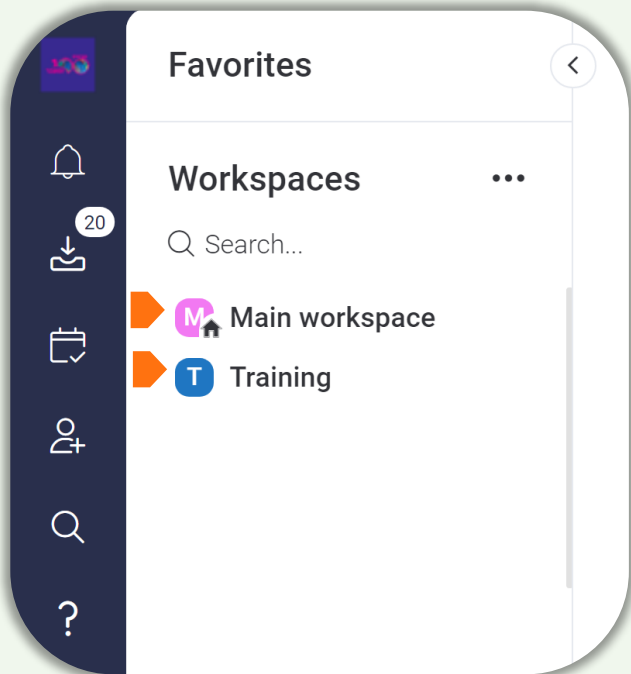 Favorites
Workspaces
20
Search...
M Main workspace
T Training
?